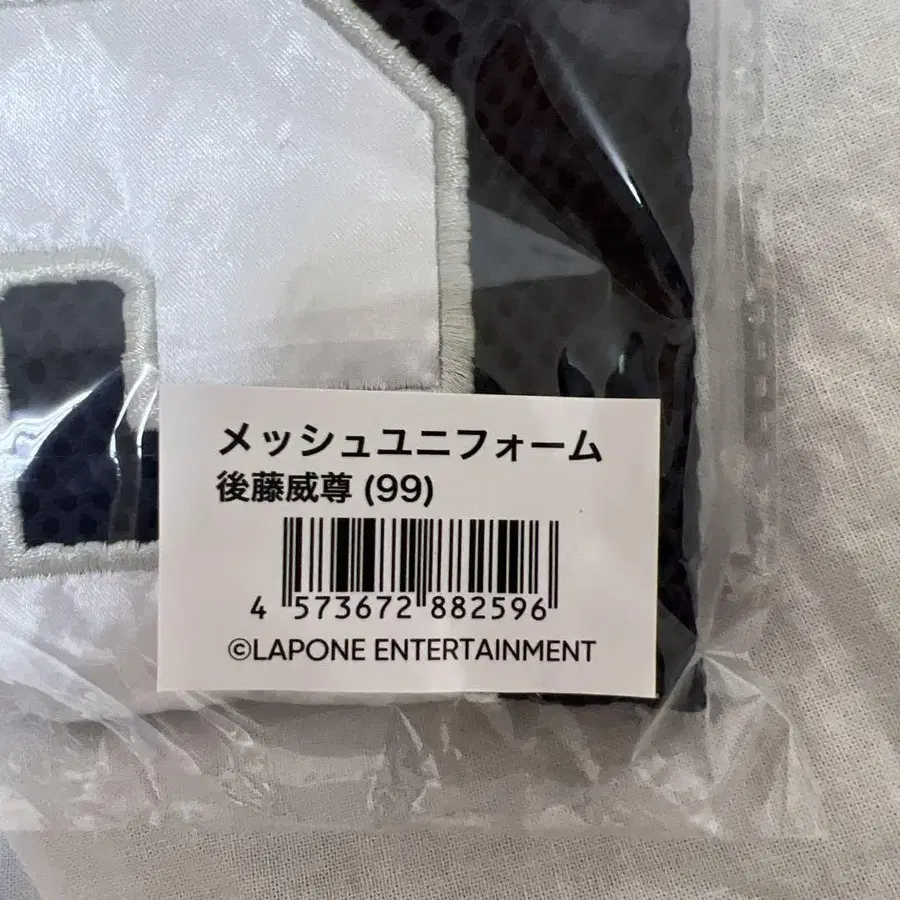 メッシュユニフォーム
後藤威尊 (99)
4 573672 882596
©LAPONE ENTERTAINMENT